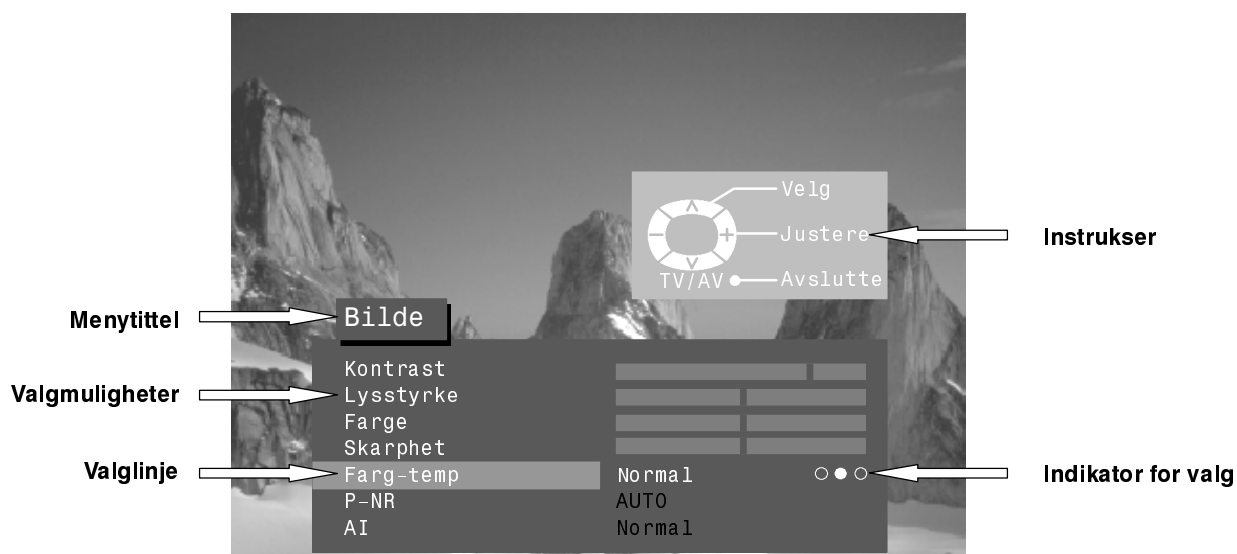 Velg
Justere
Instrukser
TV/AV
Avslutte
Menytittel
Bilde
Kontrast
Valgmuligheter
Lysstyrke
Farge
Skarphet
Valglinje
Farg-temp
Normal
Indikator for valg
P-NR
AUTO
AI
Normal